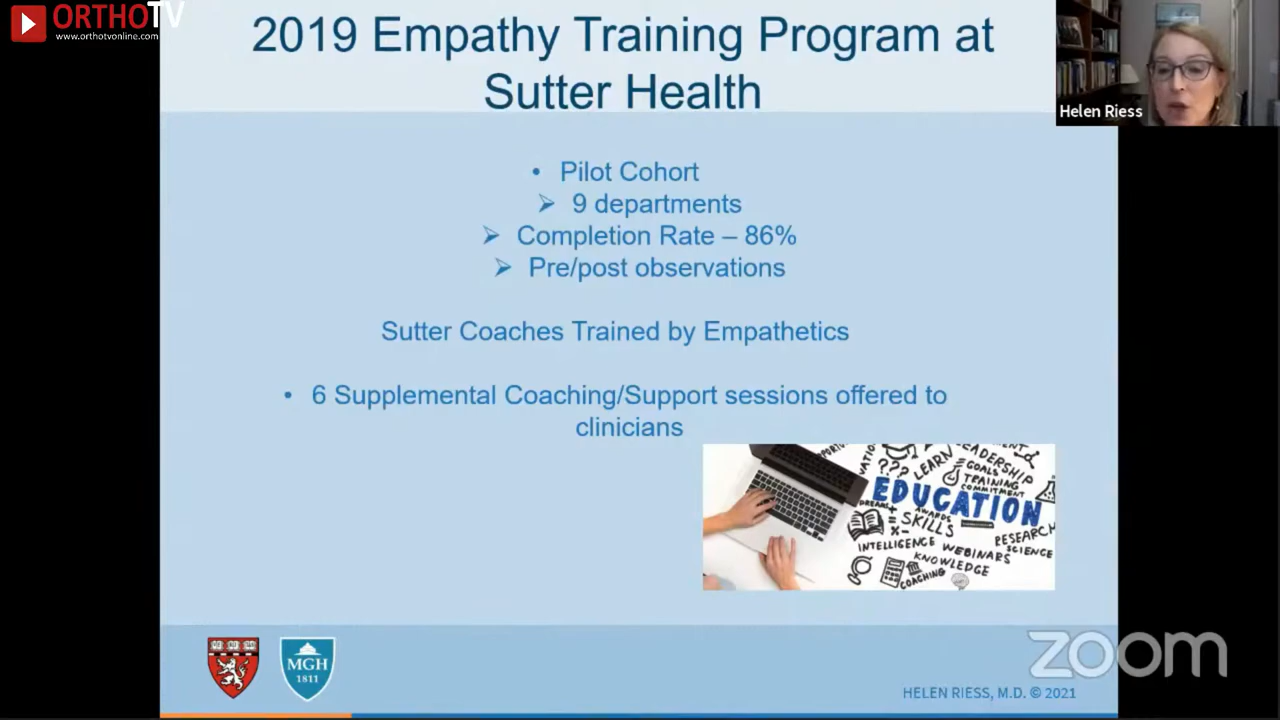 ORTHOTV
www.orthotvonline.com
2019 Empathy Training Program at
Sutter Health
Helen Riess
• Pilot Cohort
➢ 9 departments
➢ Completion Rate – 86%
➢ Pre/post observations
Sutter Coaches Trained by Empathetics
• 6 Supplemental Coaching/Support sessions offered to
clinicians
LEARN
LEADERSHIP
???
GOALS
TRAINING
COMMITMENT
EDUCATION
SKILLS
AWARDS
RESEARCH
SCIENCE
INTELLIGENCE
WEBINARS
KNOWLEDGE
COACHING
MGH
1811
zoom
HELEN RIESS, M.D. © 2021